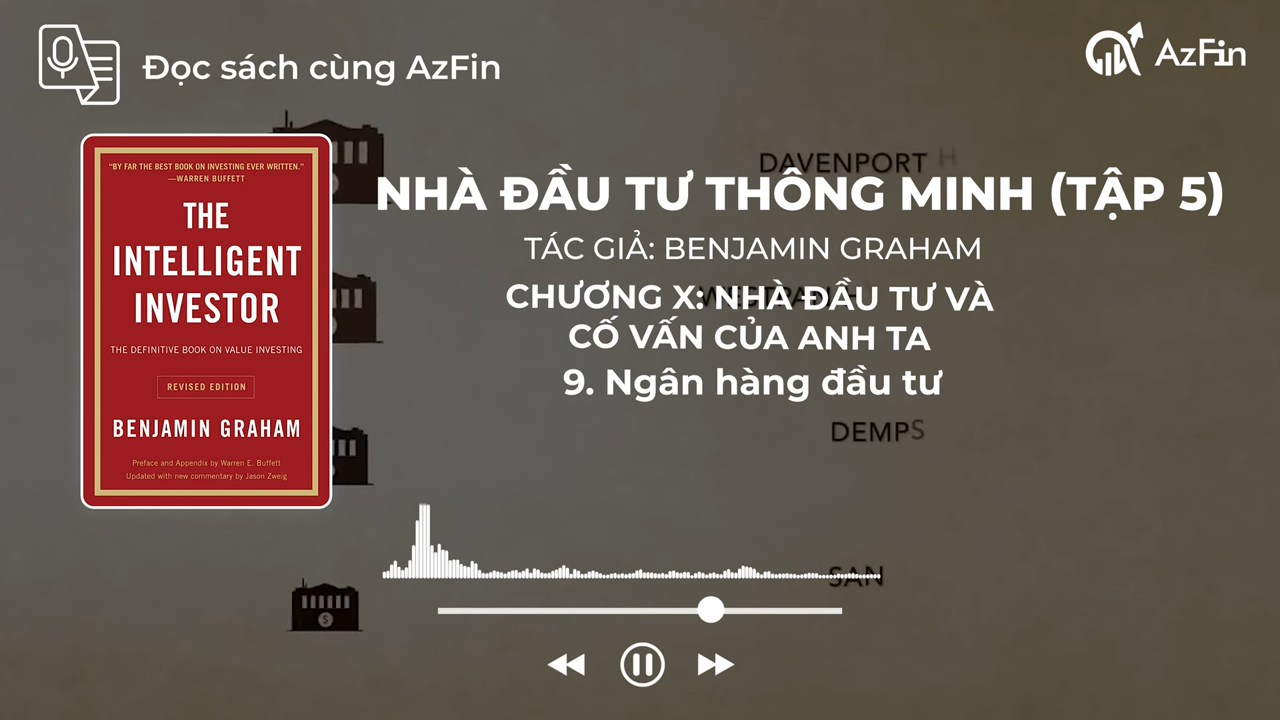 Đọc sách cùng AzFin
AzFin
"BY FAR THE BEST BOOK ON INVESTING EVER WRITTEN."
—WARREN BUFFETT
THE
INTELLIGENT
INVESTOR
THE DEFINITIVE BOOK ON VALUE INVESTING
REVISED EDITION
BENJAMIN GRAHAM
Preface and Appendix by Warren E. Buffett
Updated with new commentary by Jason Zweig
DAVENPORT H
NHÀ ĐẦU TƯ THÔNG MINH (TẬP 5)
TÁC GIẢ: BENJAMIN GRAHAM
CHƯƠNG X: NHÀ ĐẦU TƯ VÀ
CỐ VẤN CỦA ANH TA
9. Ngân hàng đầu tư
DEMPS
SAN